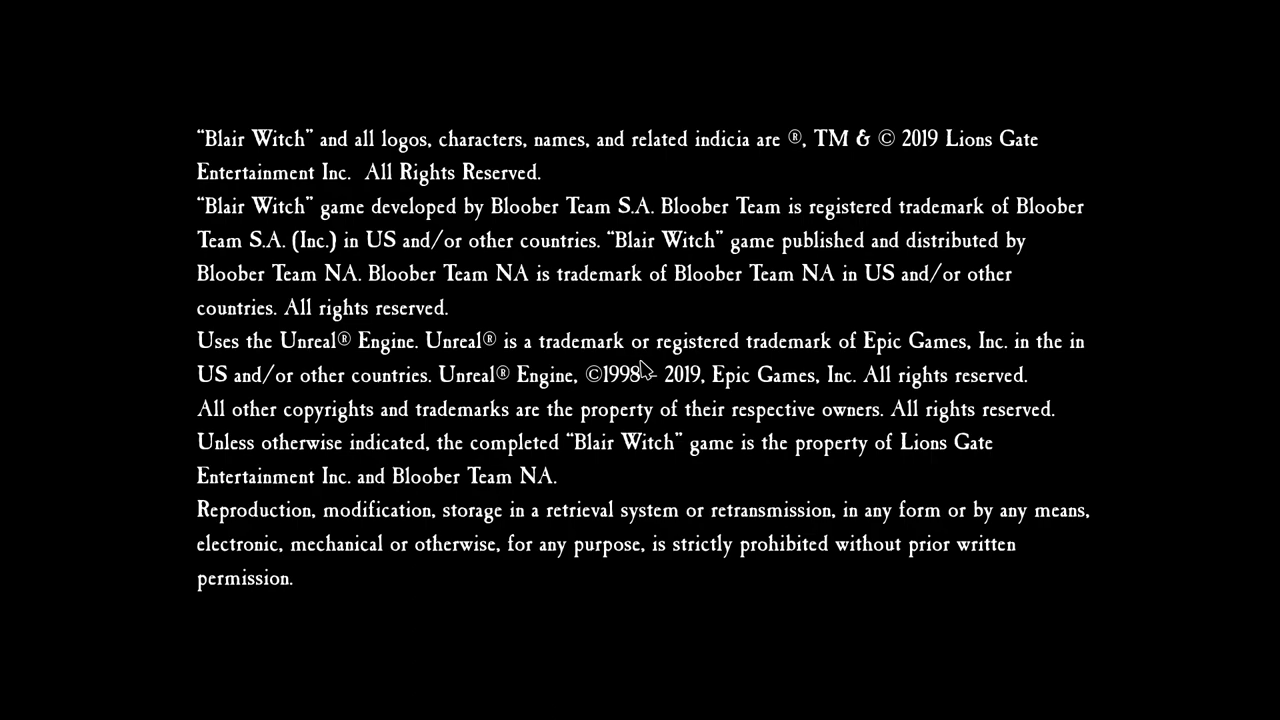 “Blair Witch” and all logos, characters, names, and related indicia are ®, TM & © 2019 Lions Gate
Entertainment Inc.  All Rights Reserved.
“Blair Witch” game developed by Bloober Team S.A. Bloober Team is registered trademark of Bloober
Team S.A. (Inc.) in US and/or other countries. “Blair Witch” game published and distributed by
Bloober Team NA. Bloober Team NA is trademark of Bloober Team NA in US and/or other
countries. All rights reserved.
Uses the Unreal® Engine. Unreal® is a trademark or registered trademark of Epic Games, Inc. in the in
US and/or other countries. Unreal® Engine, ©1998 – 2019, Epic Games, Inc. All rights reserved.
All other copyrights and trademarks are the property of their respective owners. All rights reserved.
Unless otherwise indicated, the completed “Blair Witch” game is the property of Lions Gate
Entertainment Inc. and Bloober Team NA.
Reproduction, modification, storage in a retrieval system or retransmission, in any form or by any means,
electronic, mechanical or otherwise, for any purpose, is strictly prohibited without prior written
permission.